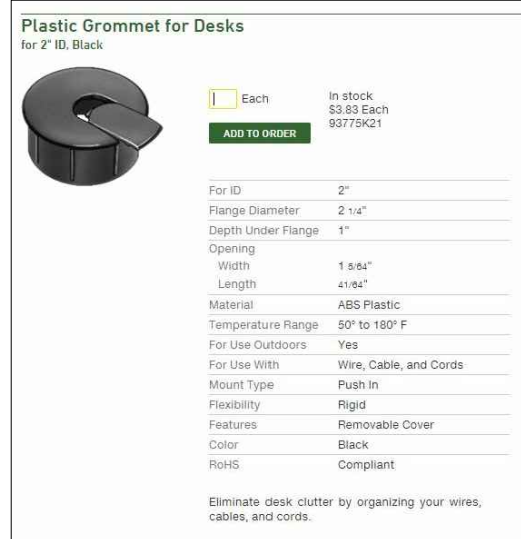 Plastic Grommet for Desks
for 2" ID, Black
Each
In stock
$3.83 Each
93775K21
ADD TO ORDER
For ID 2"
Flange Diameter 2 1/4"
Depth Under Flange 1"
Opening
Width 1 5/64"
Length 41/64"
Material ABS Plastic
Temperature Range 50° to 180° F
For Use Outdoors Yes
For Use With Wire, Cable, and Cords
Mount Type Push In
Flexibility Rigid
Features Removable Cover
Color Black
RoHS Compliant
Eliminate desk clutter by organizing your wires,
cables, and cords.